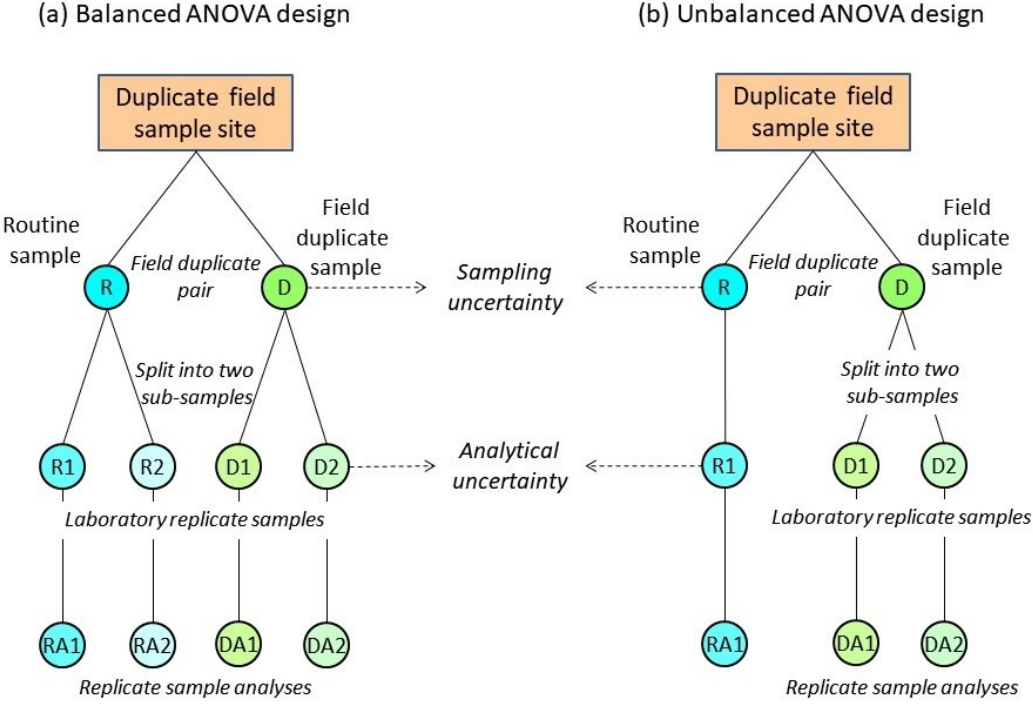 (a) Balanced ANOVA design
Duplicate field
sample site
Routine
sample
Field
duplicate
sample
Field duplicate
pair
R
D
Sampling
uncertainty
Split into two
sub-samples
R1
R2
D1
D2
Analytical
uncertainty
Laboratory replicate samples
RA1
RA2
DA1
DA2
Replicate sample analyses
(b) Unbalanced ANOVA design
Duplicate field
sample site
Routine
sample
Field
duplicate
sample
Field duplicate
pair
R
D
Split into two
sub-samples
R1
D1
D2
Laboratory replicate samples
RA1
DA1
DA2
Replicate sample analyses